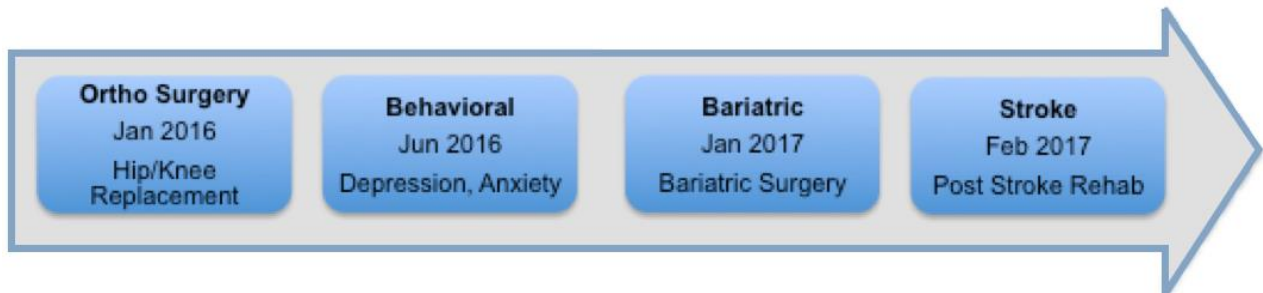 Ortho Surgery
Jan 2016
Hip/Knee
Replacement
Behavioral
Jun 2016
Depression, Anxiety
Bariatric
Jan 2017
Bariatric Surgery
Stroke
Feb 2017
Post Stroke Rehab